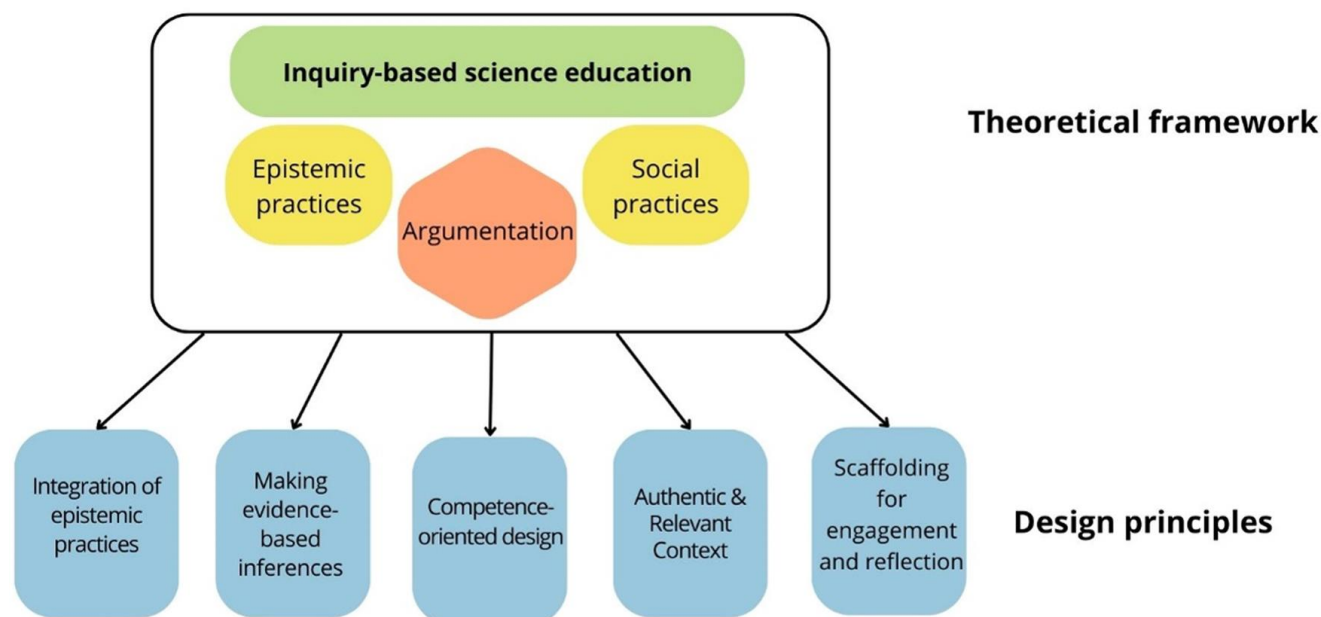 Inquiry-based science education
Theoretical framework
Epistemic
practices
Argumentation
Social
practices
Integration of
epistemic
practices
Making
evidence-
based
inferences
Competence-
oriented design
Authentic &
Relevant
Context
Scaffolding
for
engagement
and reflection
Design principles